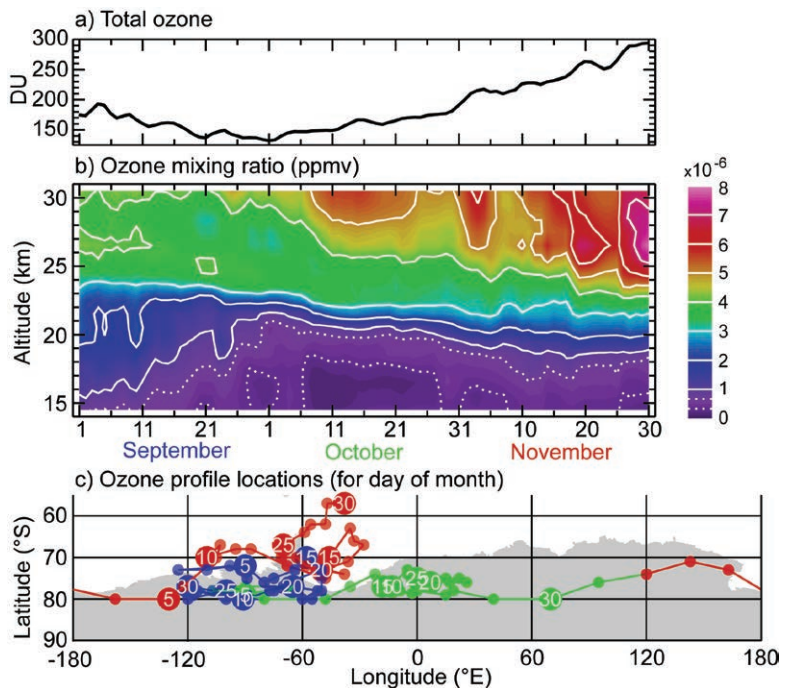 a) Total ozone
300
250
200
150
DU
b) Ozone mixing ratio (ppmv)
x10⁻⁶
30
25
20
15
Altitude (km)
8
7
6
5
4
3
2
1
0
1 11 21 1 11 21 31 10 20 30
September October November
c) Ozone profile locations (for day of month)
60
70
80
90
Latitude (°S)
30
10 25 5 15
5 20
30 25 20 15 10 25 20
5 25 15 10 30
-180 -120 -60 0 60 120 180
Longitude (°E)